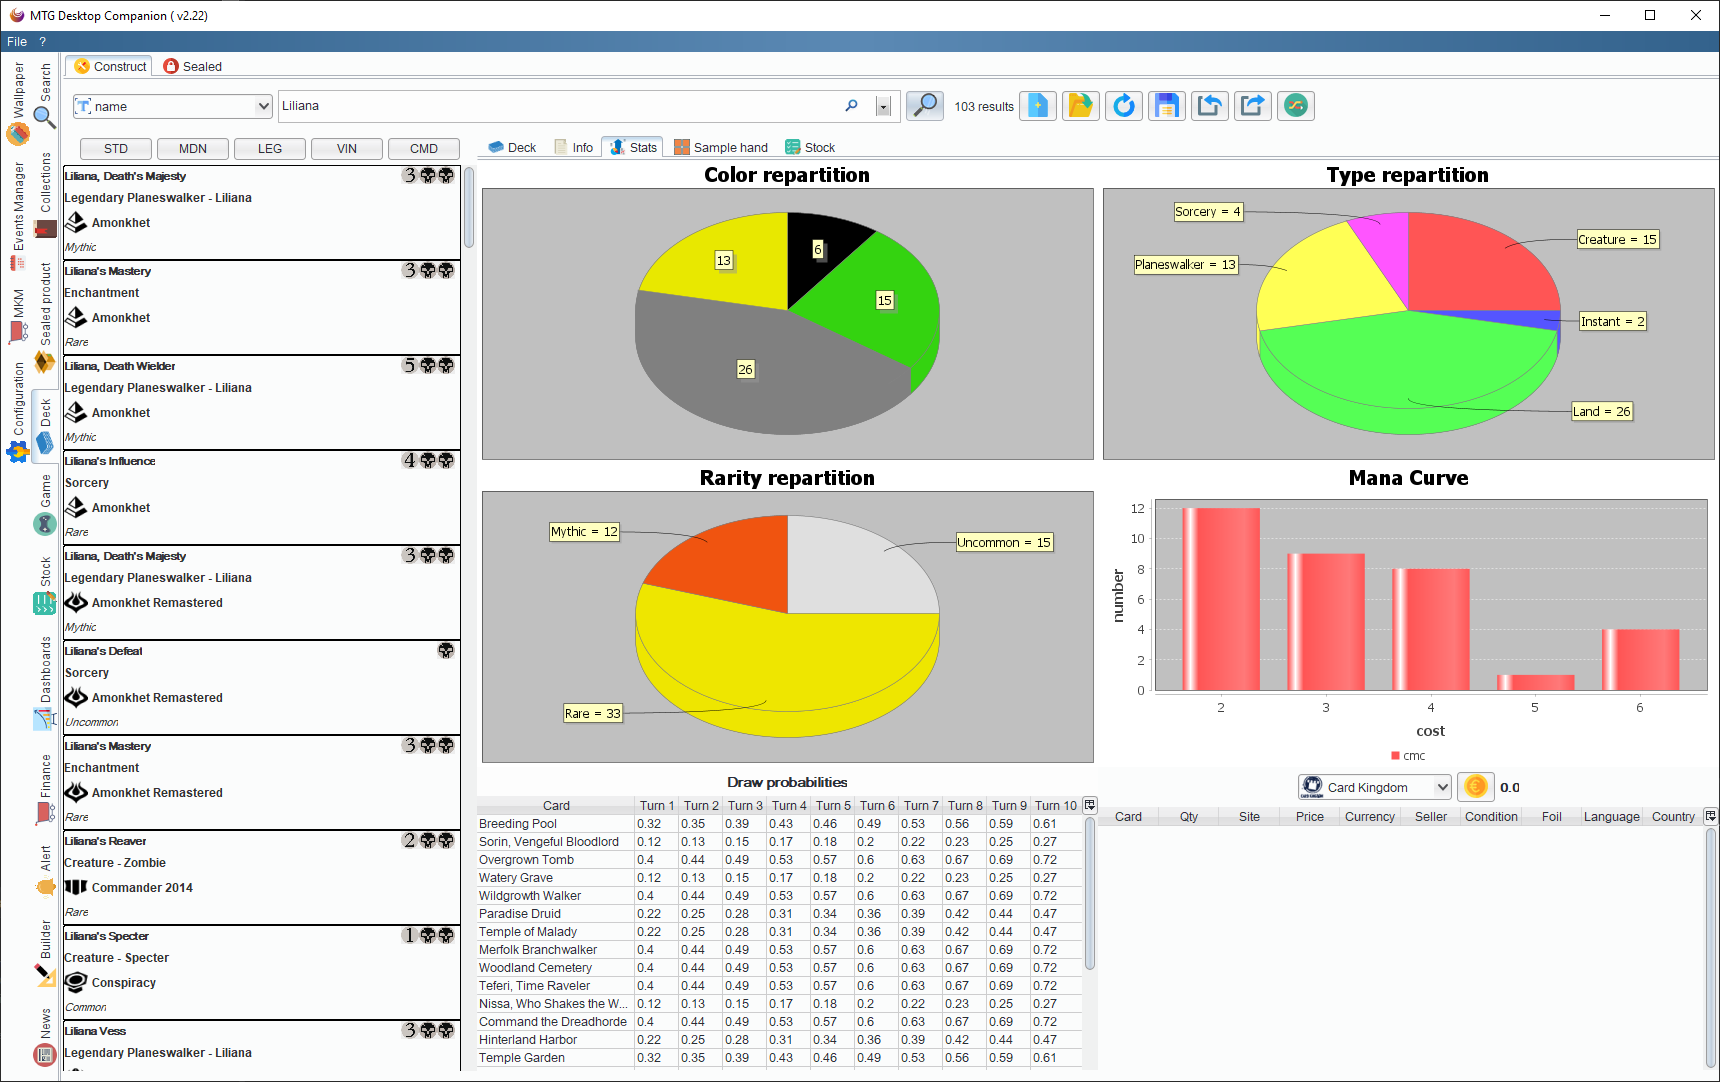 MTG Desktop Companion ( v2.22)
File ?
Wallpaper
Events Manager
MKM
Configuration
Search
Collections
Sealed product
Deck
Game
Stock
Dashboards
Finance
Alert
Builder
News
Construct Sealed
name Liliana 103 results
STD MDN LEG VIN CMD
Liliana, Death's Majesty 3
Legendary Planeswalker - Liliana
Amonkhet
Mythic
Liliana's Mastery 3
Enchantment
Amonkhet
Rare
Liliana, Death Wielder 5
Legendary Planeswalker - Liliana
Amonkhet
Mythic
Liliana's Influence 4
Sorcery
Amonkhet
Rare
Liliana, Death's Majesty 3
Legendary Planeswalker - Liliana
Amonkhet Remastered
Mythic
Liliana's Defeat
Sorcery
Amonkhet Remastered
Uncommon
Liliana's Mastery 3
Enchantment
Amonkhet Remastered
Rare
Liliana's Reaver 2
Creature - Zombie
Commander 2014
Rare
Liliana's Specter 1
Creature - Specter
Conspiracy
Common
Liliana Vess 3
Legendary Planeswalker - Liliana
Deck Info Stats Sample hand Stock
Color repartition
6
13
15
26
Type repartition
Sorcery = 4
Creature = 15
Planeswalker = 13
Instant = 2
Land = 26
Rarity repartition
Mythic = 12
Uncommon = 15
Rare = 33
Mana Curve
number
12
10
8
6
4
2
0
2 3 4 5 6
cost
cmc
Draw probabilities
Card Turn 1 Turn 2 Turn 3 Turn 4 Turn 5 Turn 6 Turn 7 Turn 8 Turn 9 Turn 10
Breeding Pool 0.32 0.35 0.39 0.43 0.46 0.49 0.53 0.56 0.59 0.61
Sorin, Vengeful Bloodlord 0.12 0.13 0.15 0.17 0.18 0.2 0.22 0.23 0.25 0.27
Overgrown Tomb 0.4 0.44 0.49 0.53 0.57 0.6 0.63 0.67 0.69 0.72
Watery Grave 0.12 0.13 0.15 0.17 0.18 0.2 0.22 0.23 0.25 0.27
Wildgrowth Walker 0.4 0.44 0.49 0.53 0.57 0.6 0.63 0.67 0.69 0.72
Paradise Druid 0.22 0.25 0.28 0.31 0.34 0.36 0.39 0.42 0.44 0.47
Temple of Malady 0.22 0.25 0.28 0.31 0.34 0.36 0.39 0.42 0.44 0.47
Merfolk Branchwalker 0.4 0.44 0.49 0.53 0.57 0.6 0.63 0.67 0.69 0.72
Woodland Cemetery 0.4 0.44 0.49 0.53 0.57 0.6 0.63 0.67 0.69 0.72
Teferi, Time Raveler 0.4 0.44 0.49 0.53 0.57 0.6 0.63 0.67 0.69 0.72
Nissa, Who Shakes the W... 0.12 0.13 0.15 0.17 0.18 0.2 0.22 0.23 0.25 0.27
Command the Dreadhorde 0.4 0.44 0.49 0.53 0.57 0.6 0.63 0.67 0.69 0.72
Hinterland Harbor 0.22 0.25 0.28 0.31 0.34 0.36 0.39 0.42 0.44 0.47
Temple Garden 0.32 0.35 0.39 0.43 0.46 0.49 0.53 0.56 0.59 0.61
Card Kingdom 0.0
Card Qty Site Price Currency Seller Condition Foil Language Country